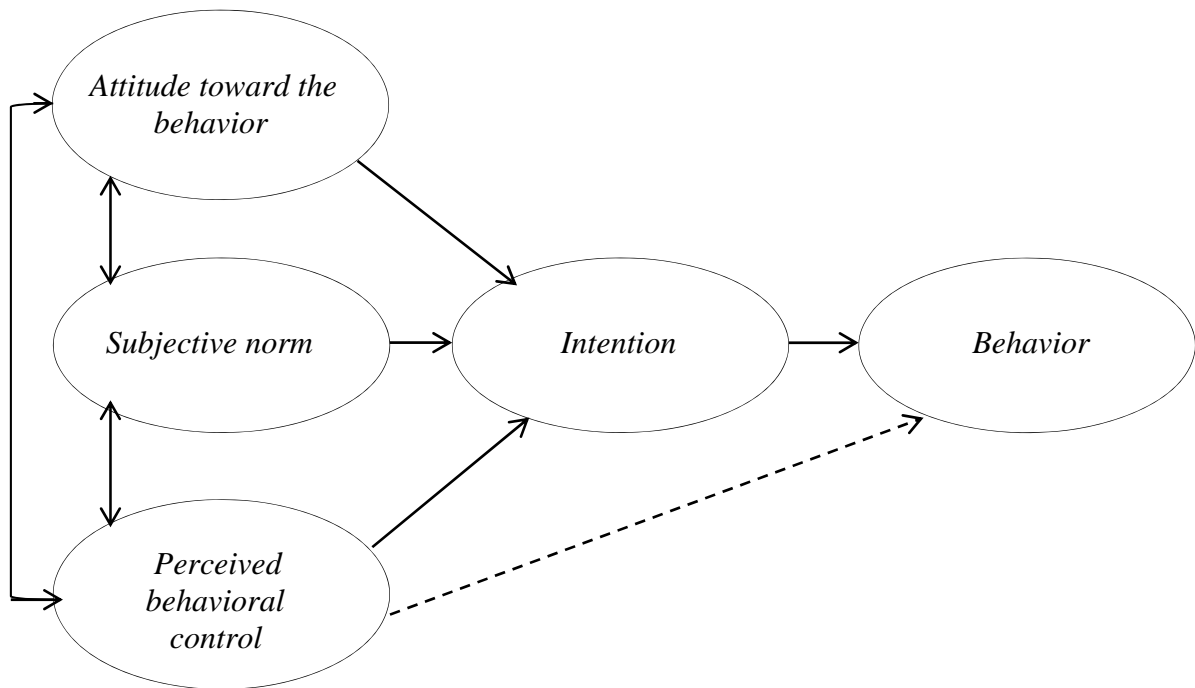 Attitude toward the
behavior
Subjective norm
Intention
Behavior
Perceived
behavioral
control